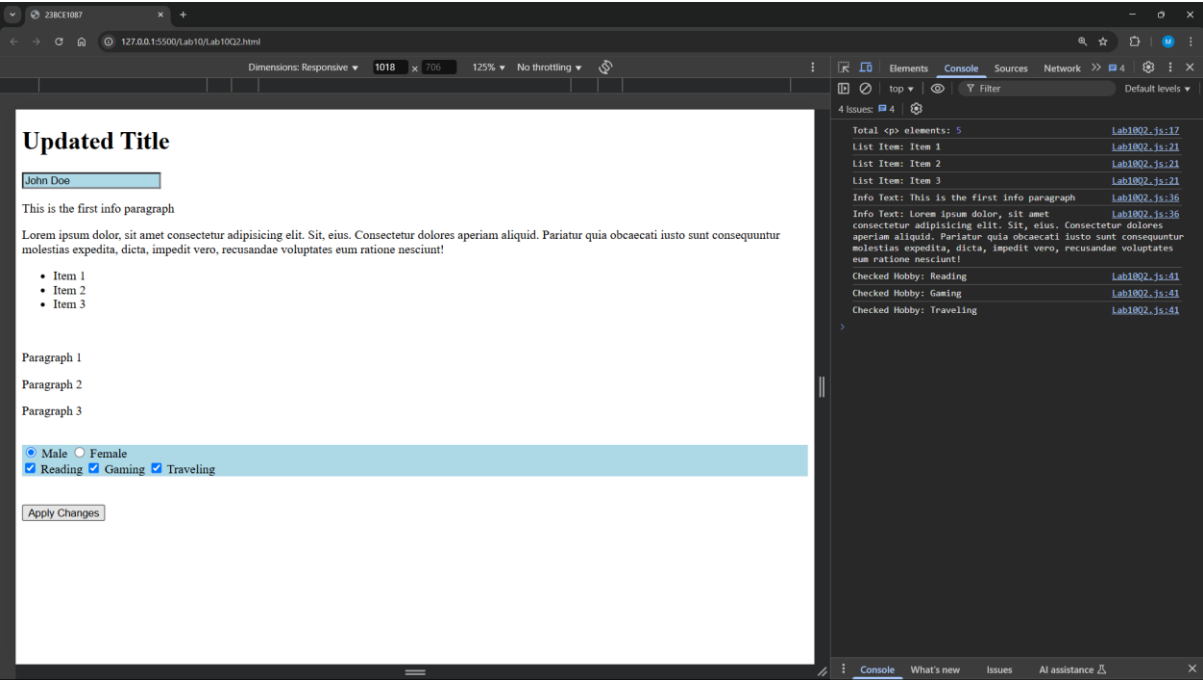 23BCE1087
127.0.0.1:5500/Lab10/Lab10Q2.html
Dimensions: Responsive 1018 x 706 125% No throttling
Updated Title
John Doe
This is the first info paragraph
Lorem ipsum dolor, sit amet consectetur adipisicing elit. Sit, eius. Consectetur dolores aperiam aliquid. Pariatur quia obcaecati iusto sunt consequuntur
molestias expedita, dicta, impedit vero, recusandae voluptates eum ratione nesciunt!
Item 1
Item 2
Item 3
Paragraph 1
Paragraph 2
Paragraph 3
Male Female
Reading Gaming Traveling
Apply Changes
Elements Console Sources Network 4
top Filter Default levels
4 Issues: 4
Total <p> elements: 5 Lab10Q2.js:17
List Item: Item 1 Lab10Q2.js:21
List Item: Item 2 Lab10Q2.js:21
List Item: Item 3 Lab10Q2.js:21
Info Text: This is the first info paragraph Lab10Q2.js:36
Info Text: Lorem ipsum dolor, sit amet Lab10Q2.js:36
consectetur adipisicing elit. Sit, eius. Consectetur dolores
aperiam aliquid. Pariatur quia obcaecati iusto sunt consequuntur
molestias expedita, dicta, impedit vero, recusandae voluptates
eum ratione nesciunt!
Checked Hobby: Reading Lab10Q2.js:41
Checked Hobby: Gaming Lab10Q2.js:41
Checked Hobby: Traveling Lab10Q2.js:41
Console What's new Issues AI assistance